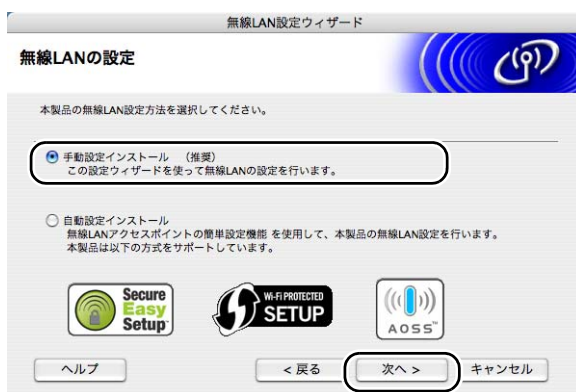 無線LAN設定ウィザード
無線LANの設定
本製品の無線LAN設定方法を選択してください。
手動設定インストール （推奨）
この設定ウィザードを使って無線LANの設定を行います。
自動設定インストール
無線LANアクセスポイントの簡単設定機能 を使用して、本製品の無線LAN設定を行います。
本製品は以下の方式をサポートしています。
Secure
Easy
Setup
Wi-Fi PROTECTED
SETUP
AOSS™
ヘルプ
< 戻る
次へ >
キャンセル